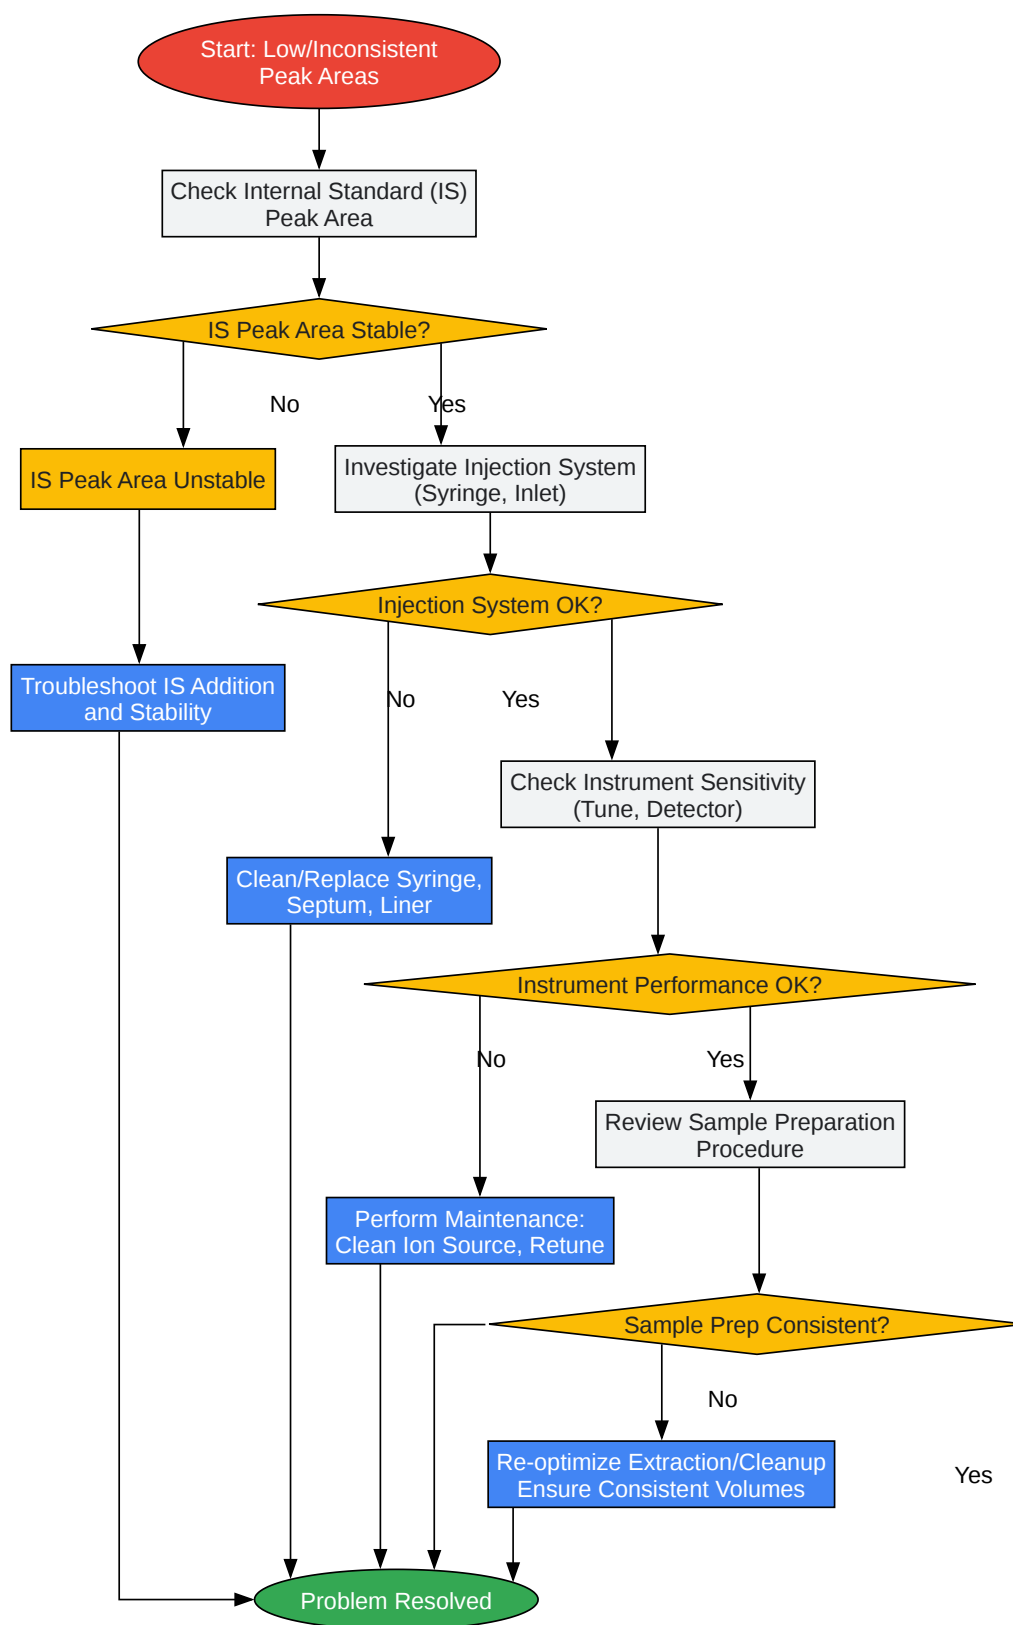 Start: Low/Inconsistent
Peak Areas
Check Internal Standard (IS)
Peak Area
IS Peak Area Stable?
No
Yes
IS Peak Area Unstable
Investigate Injection System
(Syringe, Inlet)
Injection System OK?
Troubleshoot IS Addition
and Stability
No
Yes
Check Instrument Sensitivity
(Tune, Detector)
Clean/Replace Syringe,
Septum, Liner
Instrument Performance OK?
No
Yes
Review Sample Preparation
Procedure
Perform Maintenance:
Clean Ion Source, Retune
Sample Prep Consistent?
No
Re-optimize Extraction/Cleanup
Ensure Consistent Volumes
Yes
Problem Resolved